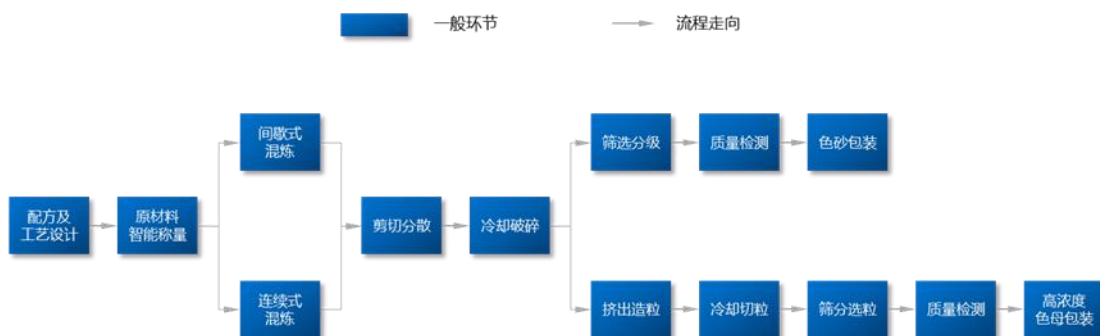 一般环节
流程走向
配方及
工艺设计
原材料
智能称量
间歇式
混炼
连续式
混炼
剪切分散
冷却破碎
筛选分级
质量检测
色砂包装
挤出造粒
冷却切粒
筛分选粒
质量检测
高浓度
色母包装